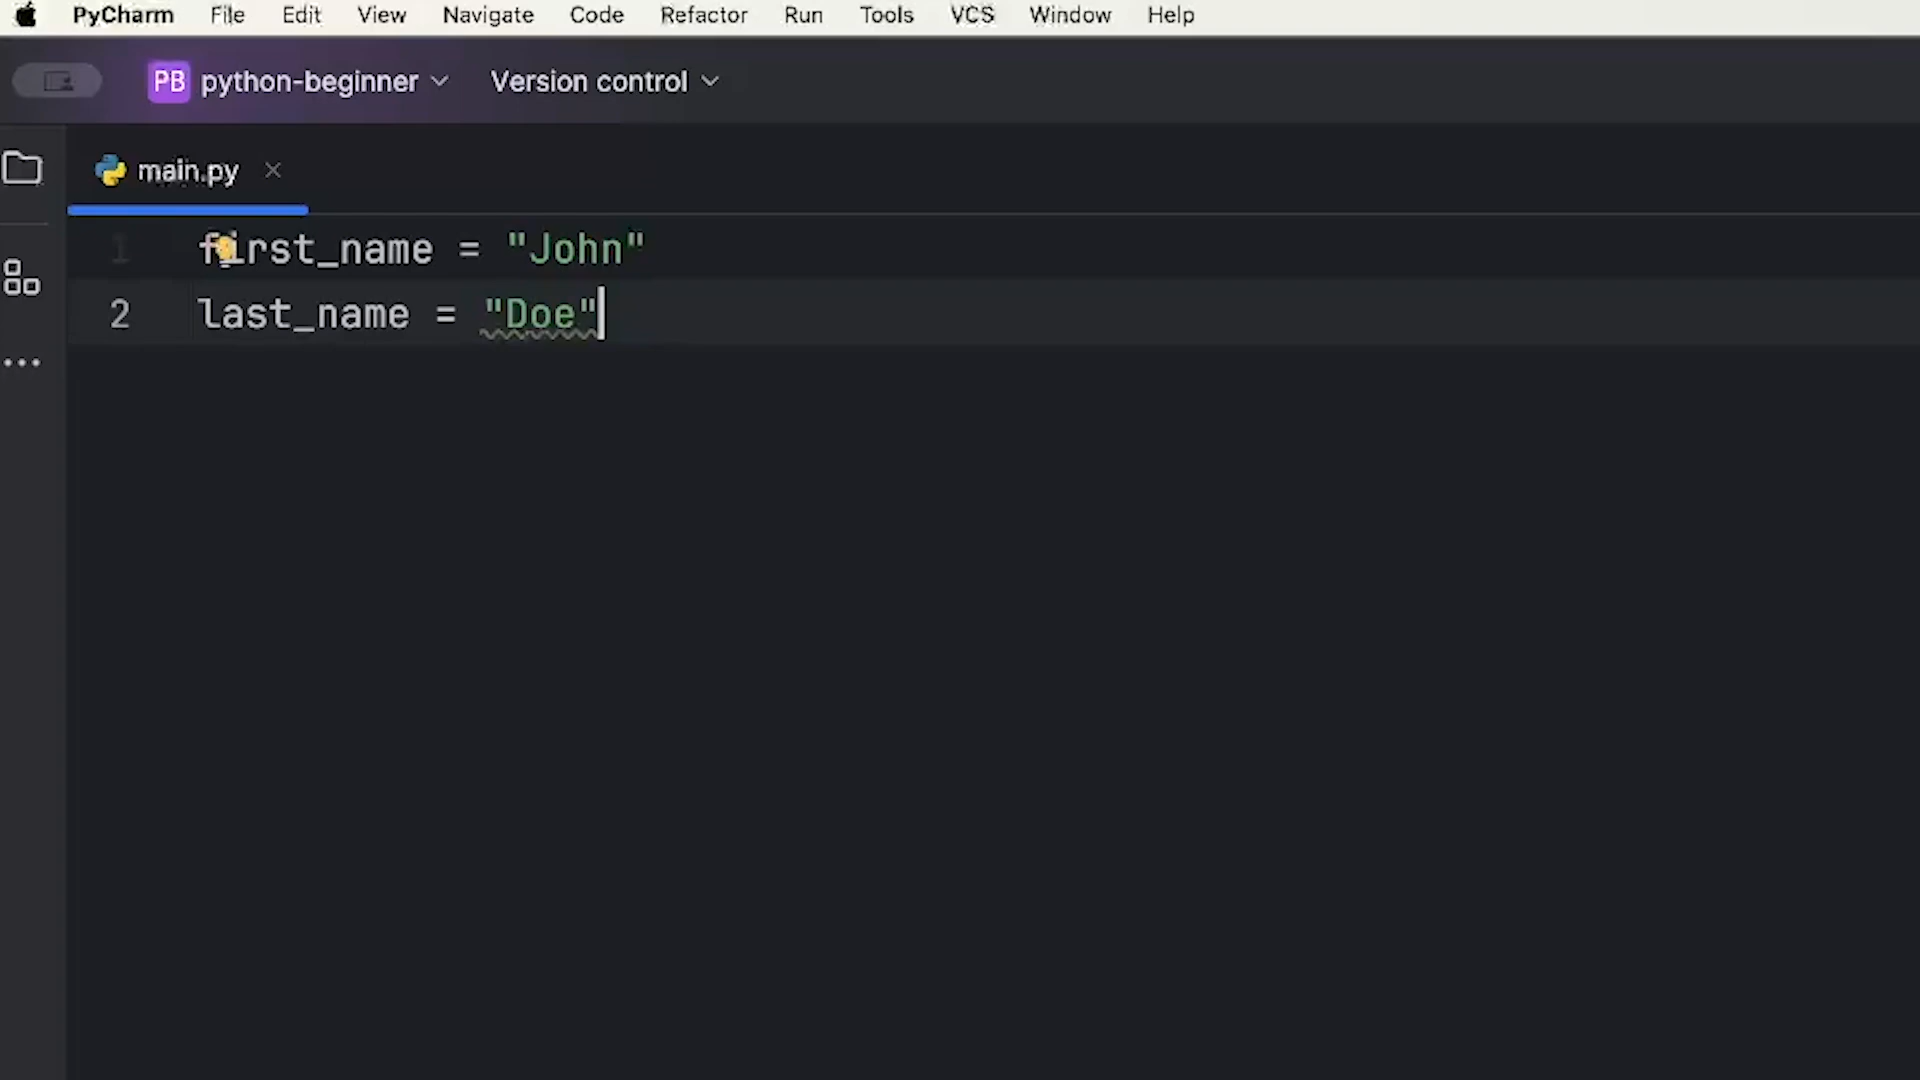 PyCharm File Edit View Navigate Code Refactor Run Tools VCS Window Help
PB python-beginner Version control
main.py
1 first_name = "John"
2 last_name = "Doe"